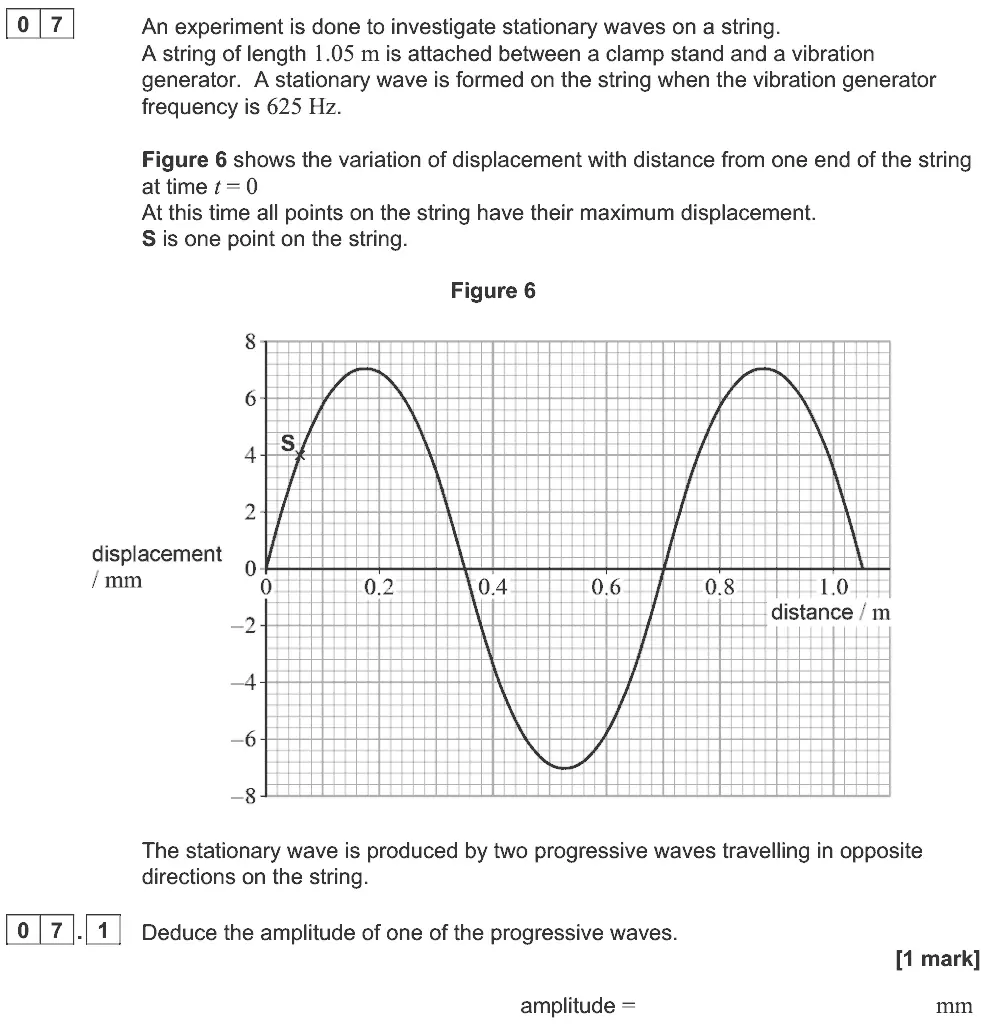 0 7 An experiment is done to investigate stationary waves on a string.
A string of length 1.05 m is attached between a clamp stand and a vibration
generator. A stationary wave is formed on the string when the vibration generator
frequency is 625 Hz.
Figure 6 shows the variation of displacement with distance from one end of the string
at time t = 0
At this time all points on the string have their maximum displacement.
S is one point on the string.
Figure 6
8
6
S
4
2
displacement
/ mm
0
0 0.2 0.4 0.6 0.8 1.0
distance / m
−2
−4
−6
−8
The stationary wave is produced by two progressive waves travelling in opposite
directions on the string.
0 7 . 1 Deduce the amplitude of one of the progressive waves.
[1 mark]
amplitude = mm